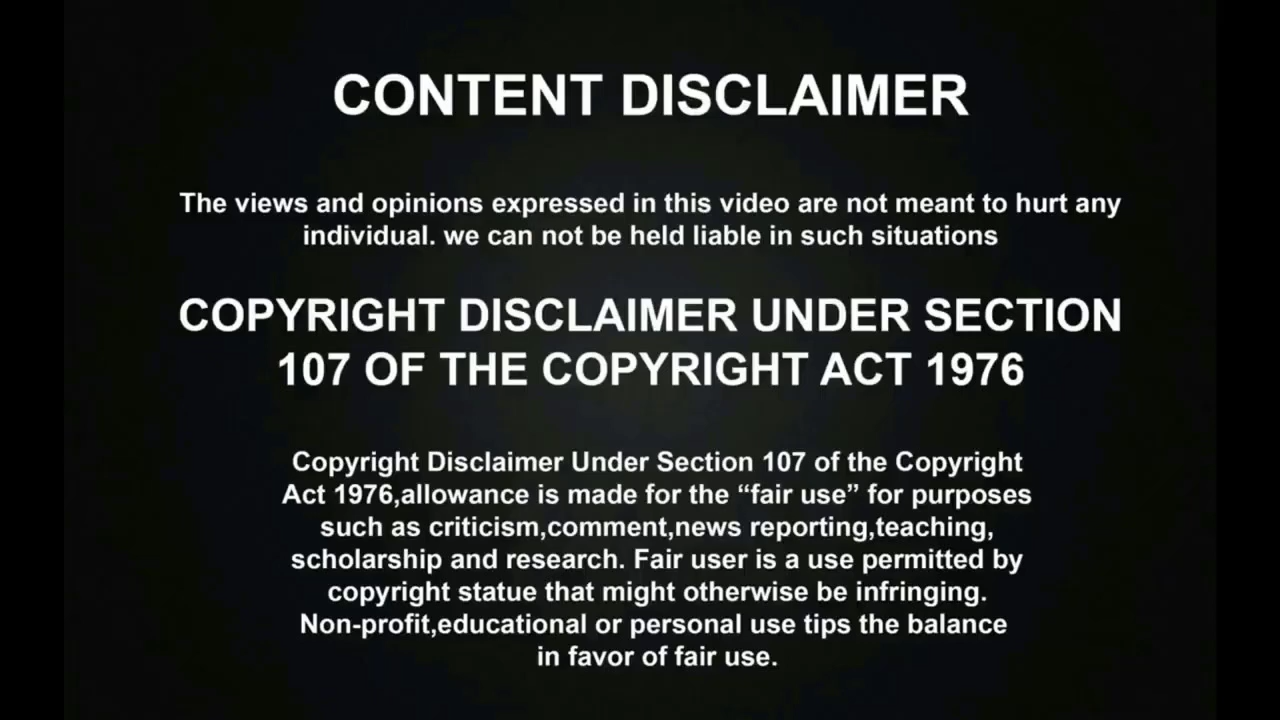 CONTENT DISCLAIMER
The views and opinions expressed in this video are not meant to hurt any
individual. we can not be held liable in such situations
COPYRIGHT DISCLAIMER UNDER SECTION
107 OF THE COPYRIGHT ACT 1976
Copyright Disclaimer Under Section 107 of the Copyright
Act 1976,allowance is made for the “fair use” for purposes
such as criticism,comment,news reporting,teaching,
scholarship and research. Fair user is a use permitted by
copyright statue that might otherwise be infringing.
Non-profit,educational or personal use tips the balance
in favor of fair use.